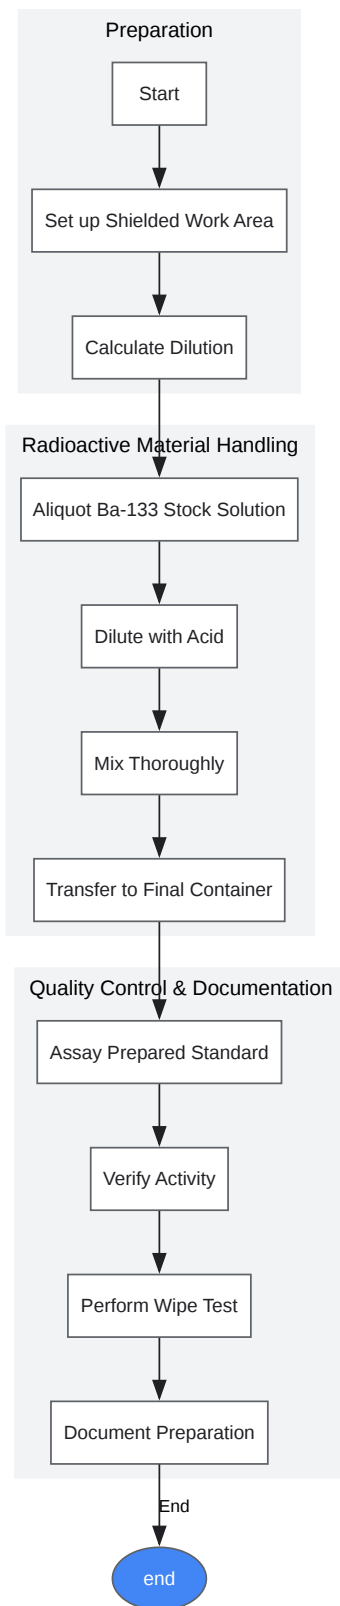 Preparation
Start
Set up Shielded Work Area
Calculate Dilution
Radioactive Material Handling
Aliquot Ba-133 Stock Solution
Dilute with Acid
Mix Thoroughly
Transfer to Final Container
Quality Control & Documentation
Assay Prepared Standard
Verify Activity
Perform Wipe Test
Document Preparation
End
end